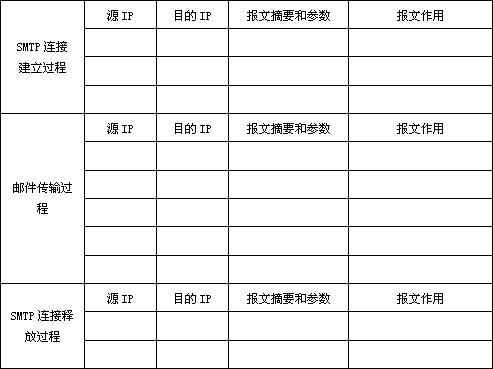 源 IP 目的 IP 报文摘要和参数 报文作用
SMTP 连接
建立过程
源 IP 目的 IP 报文摘要和参数 报文作用
邮件传输过
程
源 IP 目的 IP 报文摘要和参数 报文作用
SMTP 连接释
放过程